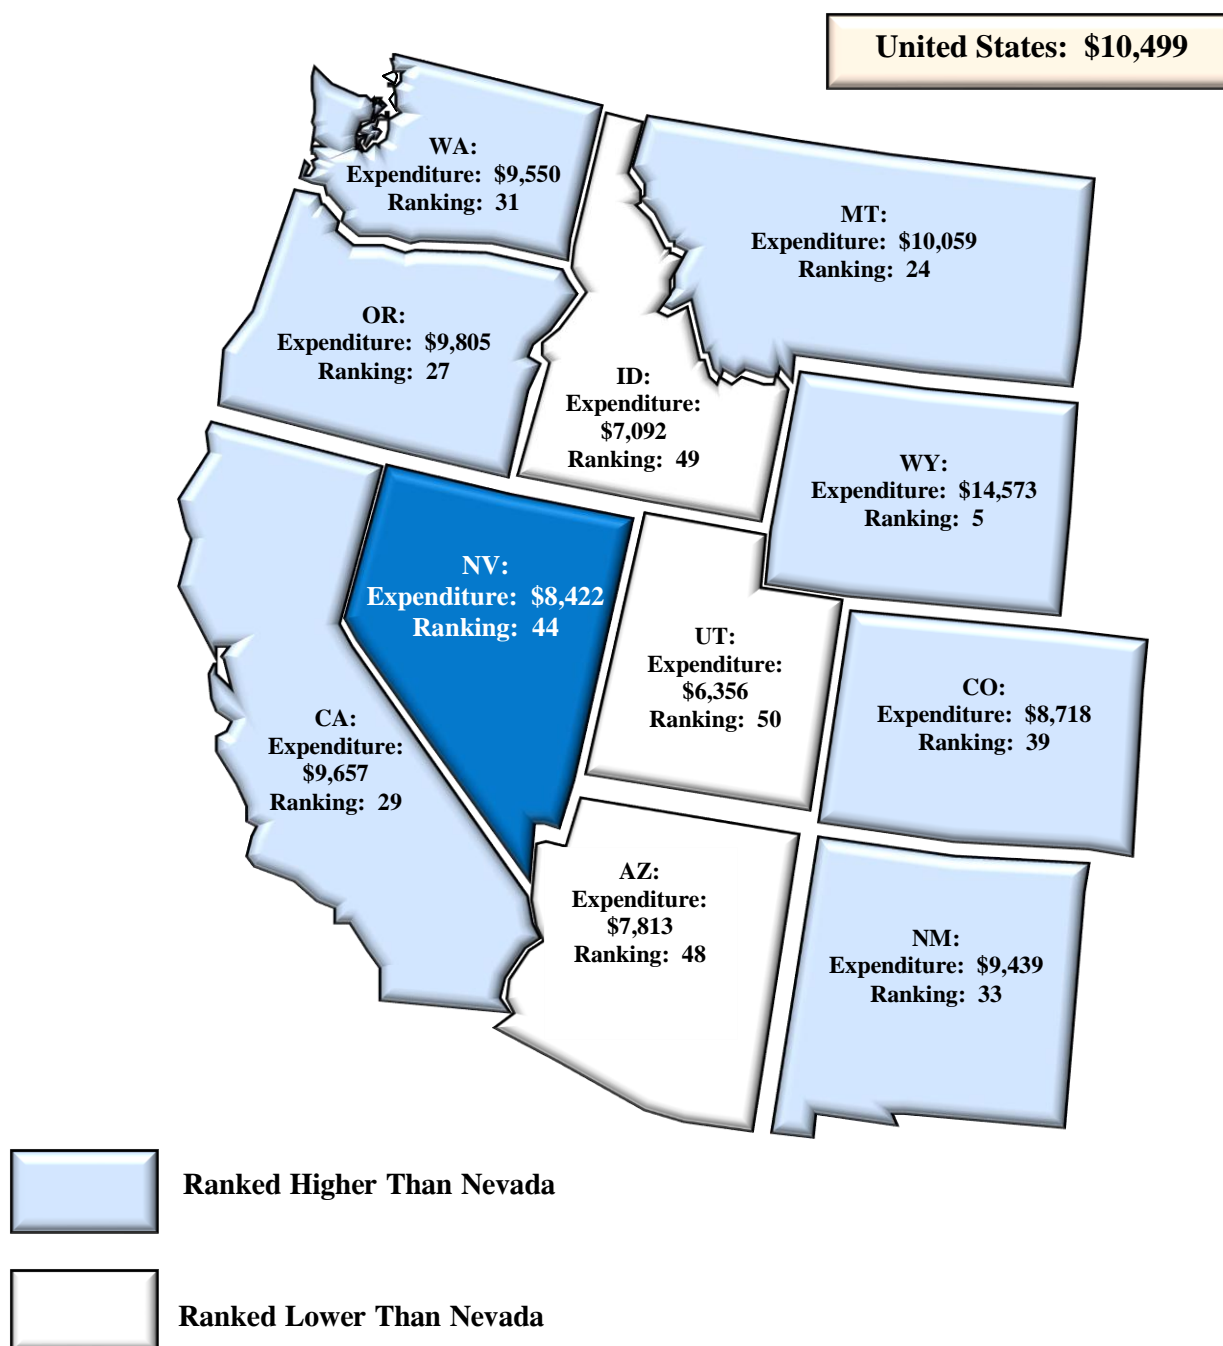 United States: $10,499
WA:
Expenditure: $9,550
Ranking: 31
MT:
Expenditure: $10,059
Ranking: 24
OR:
Expenditure: $9,805
Ranking: 27
ID:
Expenditure:
$7,092
Ranking: 49
WY:
Expenditure: $14,573
Ranking: 5
NV:
Expenditure: $8,422
Ranking: 44
UT:
Expenditure:
$6,356
Ranking: 50
CO:
Expenditure: $8,718
Ranking: 39
CA:
Expenditure:
$9,657
Ranking: 29
AZ:
Expenditure:
$7,813
Ranking: 48
NM:
Expenditure: $9,439
Ranking: 33
Ranked Higher Than Nevada
Ranked Lower Than Nevada